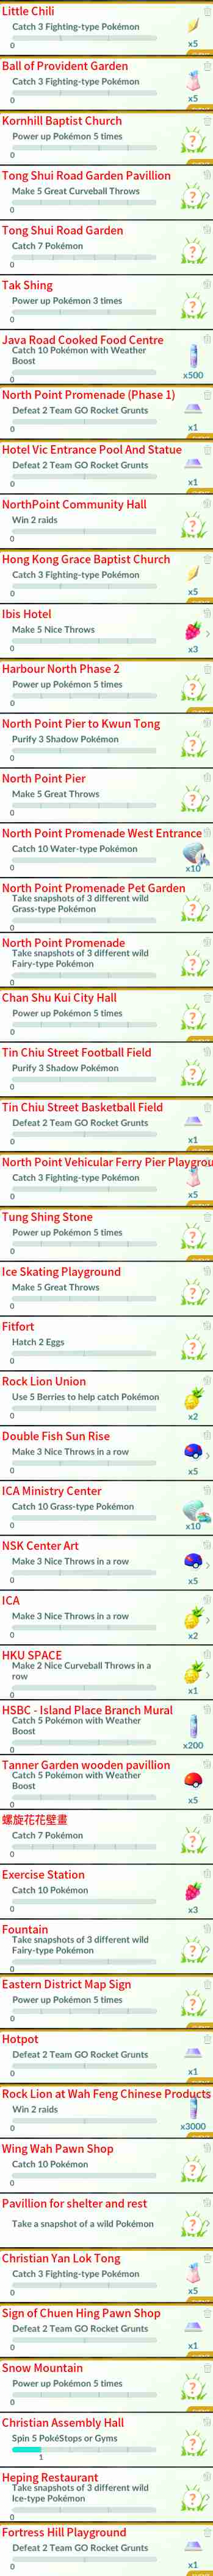 Little Chili
Catch 3 Fighting-type Pokémon
0
x5
Ball of Provident Garden
Catch 3 Fighting-type Pokémon
0
x5
Kornhill Baptist Church
Power up Pokémon 5 times
?
0
Tong Shui Road Garden Pavillion
Make 5 Great Curveball Throws
?
0
Tong Shui Road Garden
Catch 7 Pokémon
?
0
Tak Shing
Power up Pokémon 3 times
?
0
Java Road Cooked Food Centre
Catch 10 Pokémon with Weather
Boost
x500
0
North Point Promenade (Phase 1)
Defeat 2 Team GO Rocket Grunts
0
x1
Hotel Vic Entrance Pool And Statue
Defeat 2 Team GO Rocket Grunts
0
x1
NorthPoint Community Hall
Win 2 raids
?
0
Hong Kong Grace Baptist Church
Catch 3 Fighting-type Pokémon
0
x5
Ibis Hotel
Make 5 Nice Throws
0
x3
Harbour North Phase 2
Power up Pokémon 5 times
?
0
North Point Pier to Kwun Tong
Purify 3 Shadow Pokémon
?
0
North Point Pier
Make 5 Great Throws
?
0
North Point Promenade West Entrance
Catch 10 Water-type Pokémon
0
x10
North Point Promenade Pet Garden
Take snapshots of 3 different wild
Grass-type Pokémon
?
0
North Point Promenade
Take snapshots of 3 different wild
Fairy-type Pokémon
?
0
Chan Shu Kui City Hall
Power up Pokémon 5 times
?
0
Tin Chiu Street Football Field
Purify 3 Shadow Pokémon
?
0
Tin Chiu Street Basketball Field
Defeat 2 Team GO Rocket Grunts
0
x1
North Point Vehicular Ferry Pier Playgrou
Catch 3 Fighting-type Pokémon
0
x5
Tung Shing Stone
Power up Pokémon 5 times
?
0
Ice Skating Playground
Make 5 Great Throws
?
0
Fitfort
Hatch 2 Eggs
?
0
Rock Lion Union
Use 5 Berries to help catch Pokémon
0
x2
Double Fish Sun Rise
Make 3 Nice Throws in a row
0
x5
ICA Ministry Center
Catch 10 Grass-type Pokémon
0
x10
NSK Center Art
Make 3 Nice Throws in a row
0
x5
ICA
Make 3 Nice Throws in a row
0
x2
HKU SPACE
Make 2 Nice Curveball Throws in a
row
0
x1
HSBC - Island Place Branch Mural
Catch 5 Pokémon with Weather
Boost
x200
0
Tanner Garden wooden pavillion
Catch 5 Pokémon with Weather
Boost
x5
0
螺旋花花壁畫
Catch 7 Pokémon
?
0
Exercise Station
Catch 10 Pokémon
0
x3
Fountain
Take snapshots of 3 different wild
Fairy-type Pokémon
?
0
Eastern District Map Sign
Power up Pokémon 5 times
?
0
Hotpot
Defeat 2 Team GO Rocket Grunts
0
x1
Rock Lion at Wah Feng Chinese Products
Win 2 raids
0
x3000
Wing Wah Pawn Shop
Catch 10 Pokémon
?
0
Pavillion for shelter and rest
Take a snapshot of a wild Pokémon
?
Christian Yan Lok Tong
Catch 3 Fighting-type Pokémon
0
x5
Sign of Chuen Hing Pawn Shop
Defeat 2 Team GO Rocket Grunts
0
x1
Snow Mountain
Power up Pokémon 5 times
?
0
Christian Assembly Hall
Spin 5 PokéStops or Gyms
?
1
Heping Restaurant
Take snapshots of 3 different wild
Ice-type Pokémon
?
0
Fortress Hill Playground
Defeat 2 Team GO Rocket Grunts
0
x1